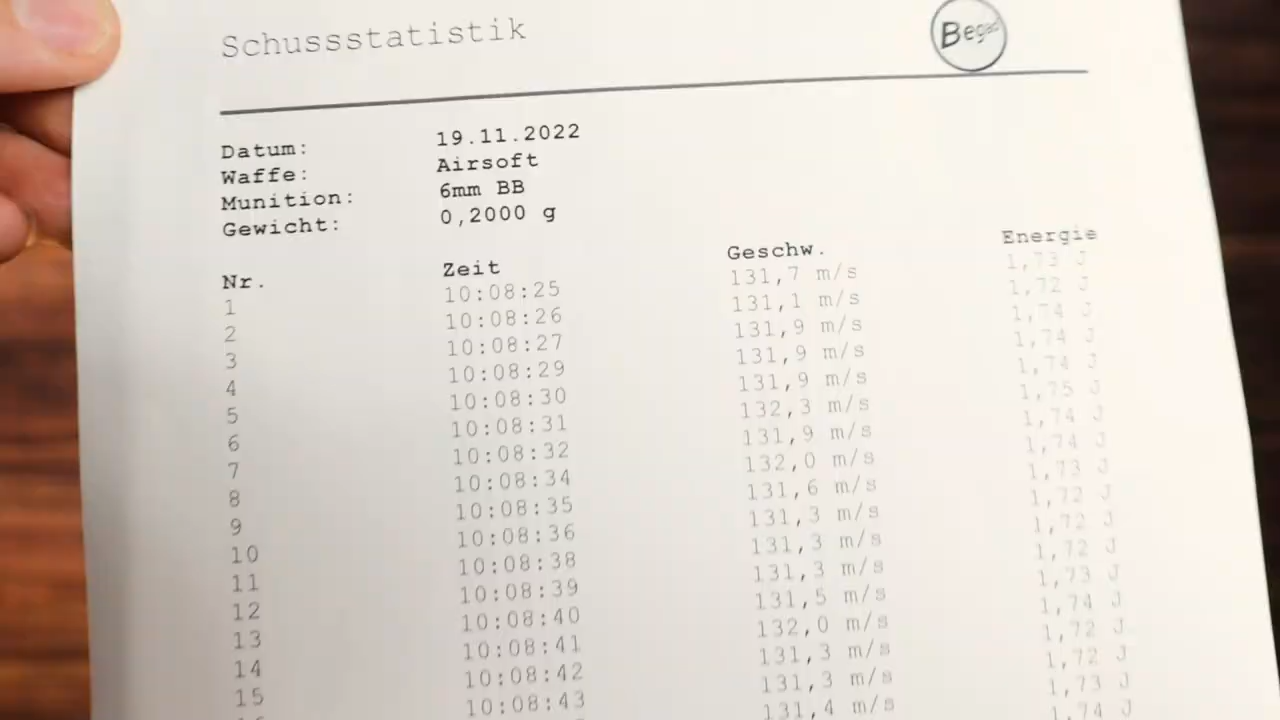 Schussstatistik
Begadi
Datum: 19.11.2022
Waffe: Airsoft
Munition: 6mm BB
Gewicht: 0,2000 g
Nr. Zeit Geschw. Energie
1 10:08:25 131,7 m/s 1,73 J
2 10:08:26 131,1 m/s 1,72 J
3 10:08:27 131,9 m/s 1,74 J
4 10:08:29 131,9 m/s 1,74 J
5 10:08:30 131,9 m/s 1,74 J
6 10:08:31 132,3 m/s 1,75 J
7 10:08:32 131,9 m/s 1,74 J
8 10:08:34 132,0 m/s 1,74 J
9 10:08:35 131,6 m/s 1,73 J
10 10:08:36 131,3 m/s 1,72 J
11 10:08:38 131,3 m/s 1,72 J
12 10:08:39 131,3 m/s 1,72 J
13 10:08:40 131,5 m/s 1,73 J
14 10:08:41 132,0 m/s 1,74 J
15 10:08:42 131,3 m/s 1,72 J
16 10:08:43 131,3 m/s 1,72 J
131,4 m/s 1,73 J
1,74 J